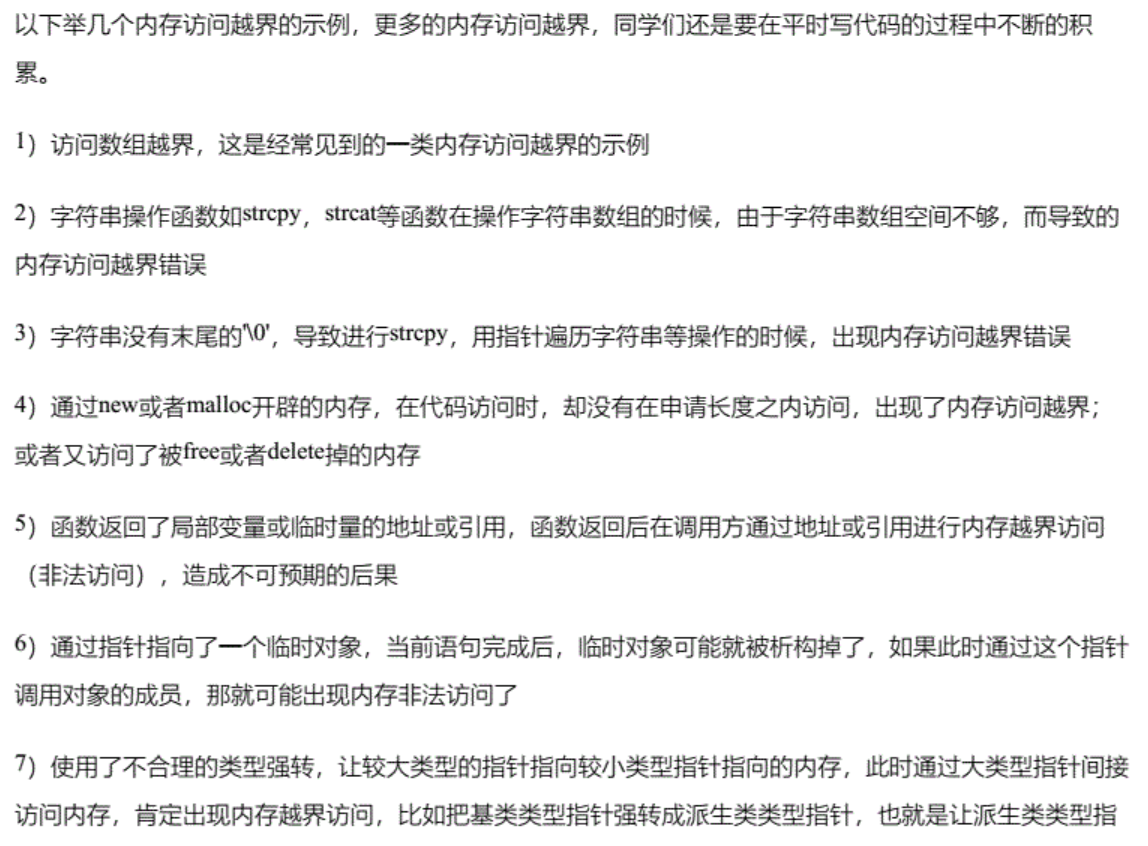 以下举几个内存访问越界的示例，更多的内存访问越界，同学们还是要在平时写代码的过程中不断的积
累。
1）访问数组越界，这是经常见到的一类内存访问越界的示例
2）字符串操作函数如strcpy，strcat等函数在操作字符串数组的时候，由于字符串数组空间不够，而导致的
内存访问越界错误
3）字符串没有末尾的'\0'，导致进行strcpy，用指针遍历字符串等操作的时候，出现内存访问越界错误
4）通过new或者malloc开辟的内存，在代码访问时，却没有在申请长度之内访问，出现了内存访问越界；
或者又访问了被free或者delete掉的内存
5）函数返回了局部变量或临时量的地址或引用，函数返回后在调用方通过地址或引用进行内存越界访问
（非法访问），造成不可预期的后果
6）通过指针指向了一个临时对象，当前语句完成后，临时对象可能就被析构掉了，如果此时通过这个指针
调用对象的成员，那就可能出现内存非法访问了
7）使用了不合理的类型强转，让较大类型的指针指向较小类型指针指向的内存，此时通过大类型指针间接
访问内存，肯定出现内存越界访问，比如把基类类型指针强转成派生类类型指针，也就是让派生类类型指